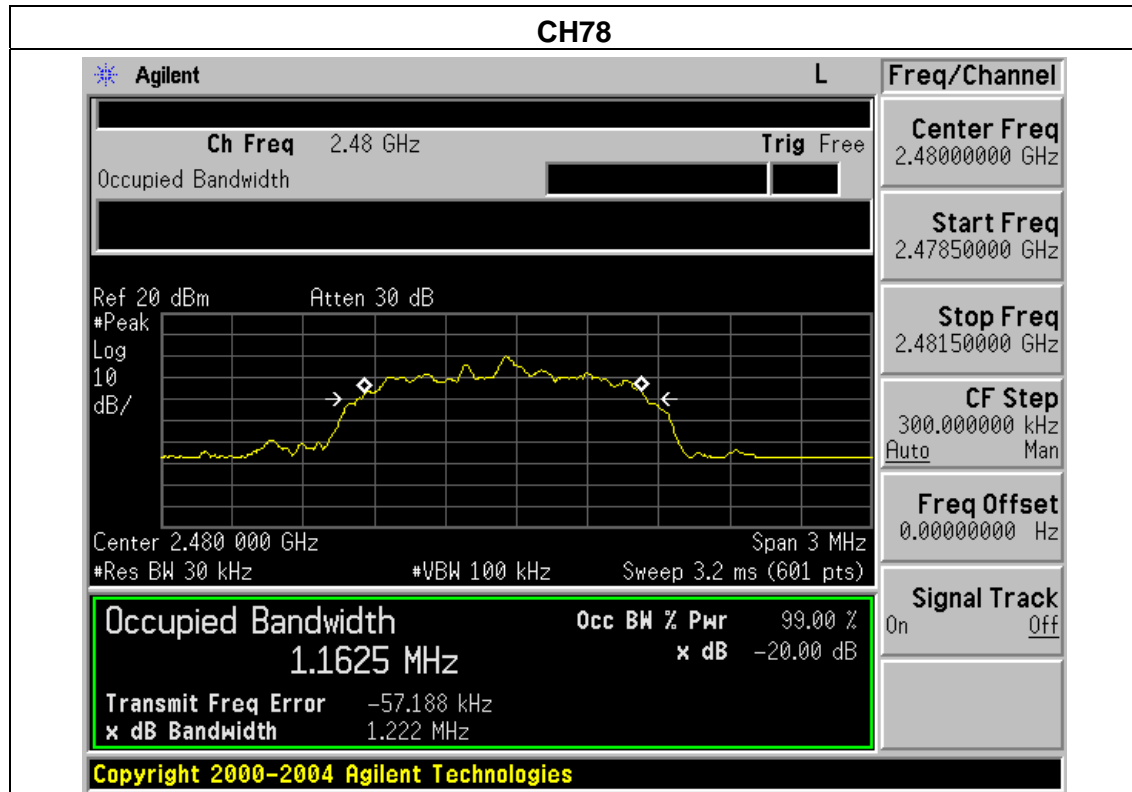 CH78
Agilent L Freq/Channel
Ch Freq 2.48 GHz Trig Free
Occupied Bandwidth
Center Freq
2.48000000 GHz
Start Freq
2.47850000 GHz
Stop Freq
2.48150000 GHz
CF Step
300.000000 kHz
Auto Man
Freq Offset
0.00000000 Hz
Signal Track
On Off
Ref 20 dBm Atten 30 dB
#Peak
Log
10
dB/
Center 2.480 000 GHz Span 3 MHz
#Res BW 30 kHz #VBW 100 kHz Sweep 3.2 ms (601 pts)
Occupied Bandwidth Occ BW % Pwr 99.00 %
1.1625 MHz x dB -20.00 dB
Transmit Freq Error -57.188 kHz
x dB Bandwidth 1.222 MHz
Copyright 2000-2004 Agilent Technologies